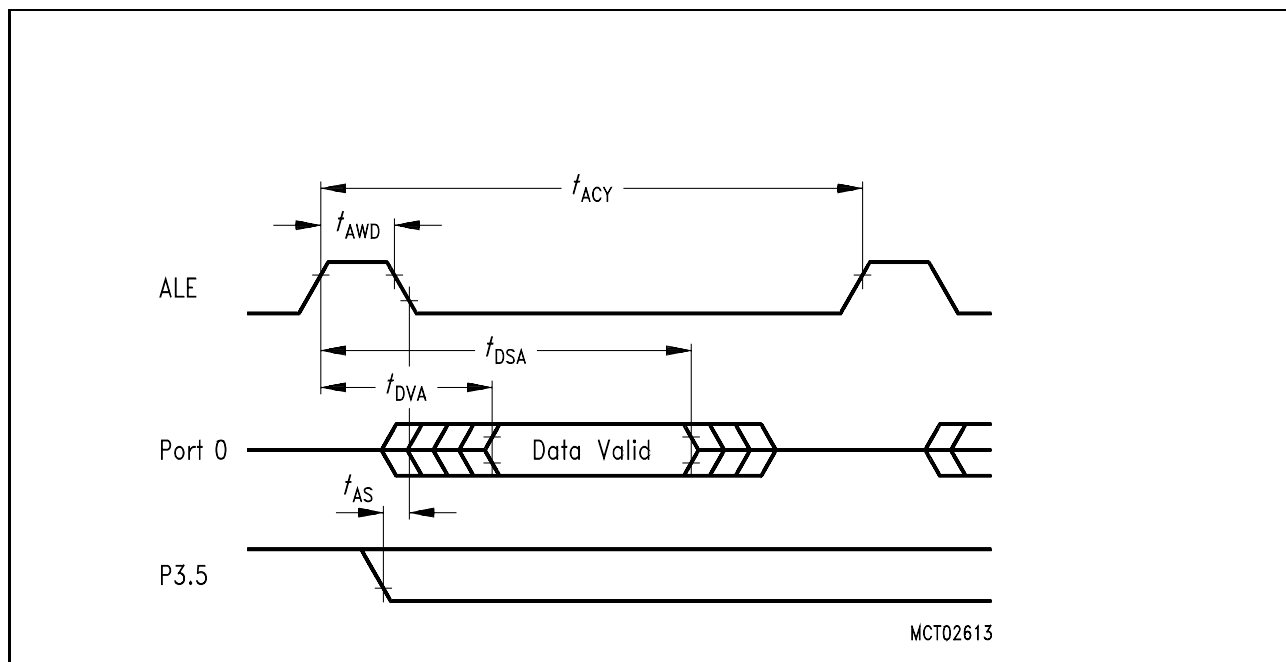 tACY
tAWD
ALE
tDSA
tDVA
Port 0
Data Valid
tAS
P3.5
MCT02613